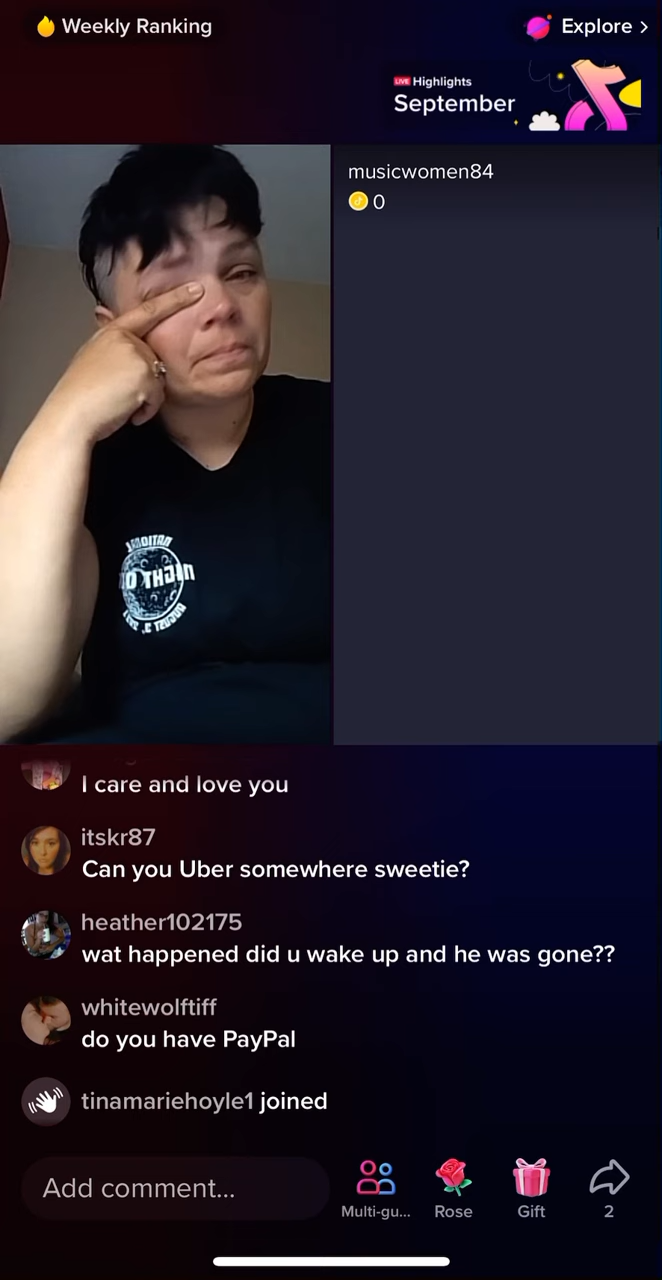 Weekly Ranking
Explore >
LIVE Highlights
September
musicwomen84
0
I care and love you
itskr87
Can you Uber somewhere sweetie?
heather102175
wat happened did u wake up and he was gone??
whitewolftiff
do you have PayPal
tinamariehoyle1 joined
Add comment...
Multi-gu...
Rose
Gift
2